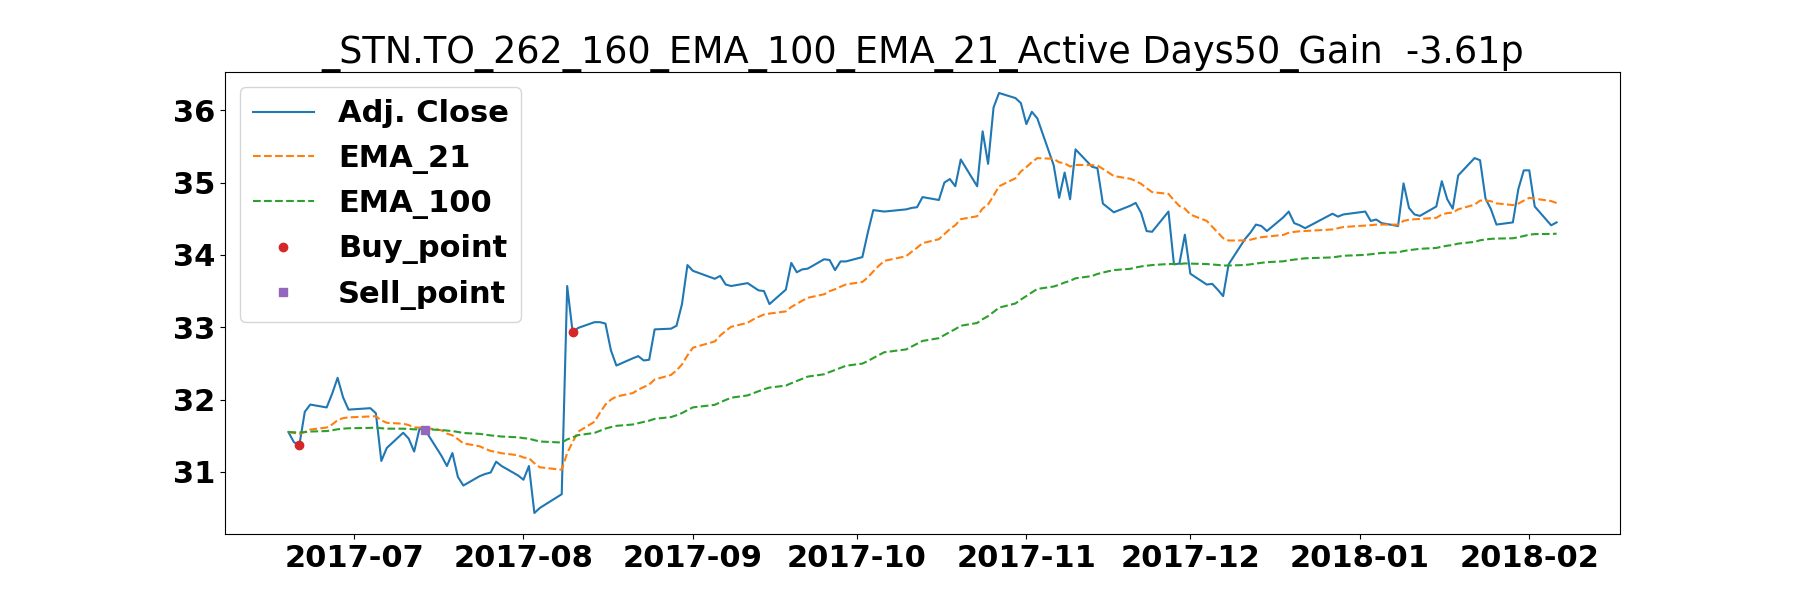 _STN.TO_262_160_EMA_100_EMA_21_Active Days50_Gain  -3.61p
Adj. Close
EMA_21
EMA_100
Buy_point
Sell_point
36
35
34
33
32
31
2017-07 2017-08 2017-09 2017-10 2017-11 2017-12 2018-01 2018-02